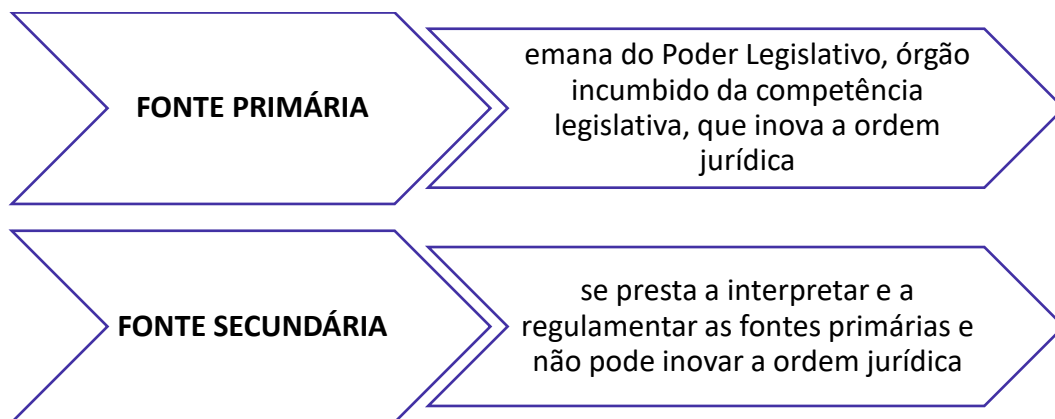 FONTE PRIMÁRIA
emana do Poder Legislativo, órgão
incumbido da competência
legislativa, que inova a ordem
jurídica
FONTE SECUNDÁRIA
se presta a interpretar e a
regulamentar as fontes primárias e
não pode inovar a ordem jurídica